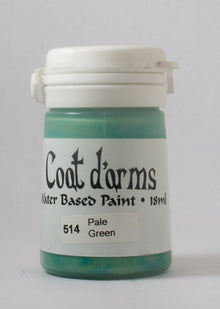 Coat d'arms
Water Based Paint • 18ml
514 Pale
Green